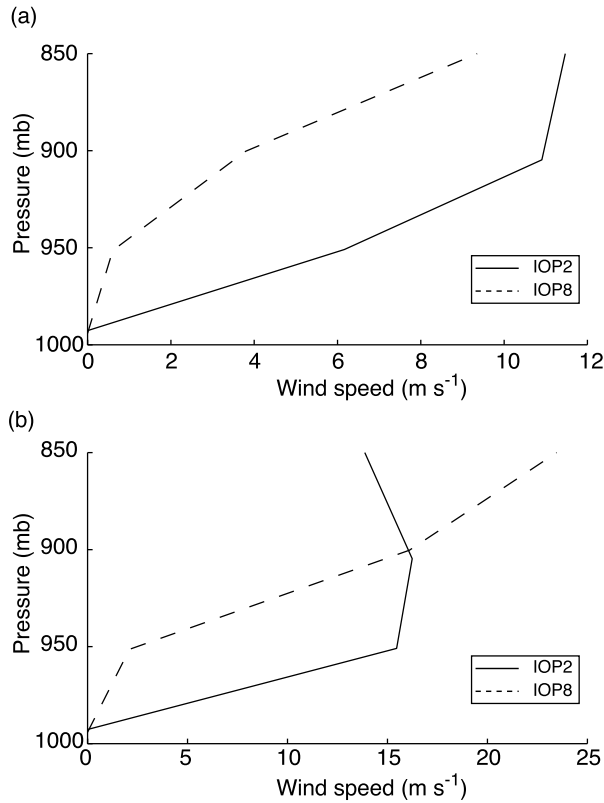 (a)
850
900
950
1000
Pressure (mb)
IOP2
IOP8
0 2 4 6 8 10 12
Wind speed (m s⁻¹)
(b)
850
900
950
1000
Pressure (mb)
IOP2
IOP8
0 5 10 15 20 25
Wind speed (m s⁻¹)